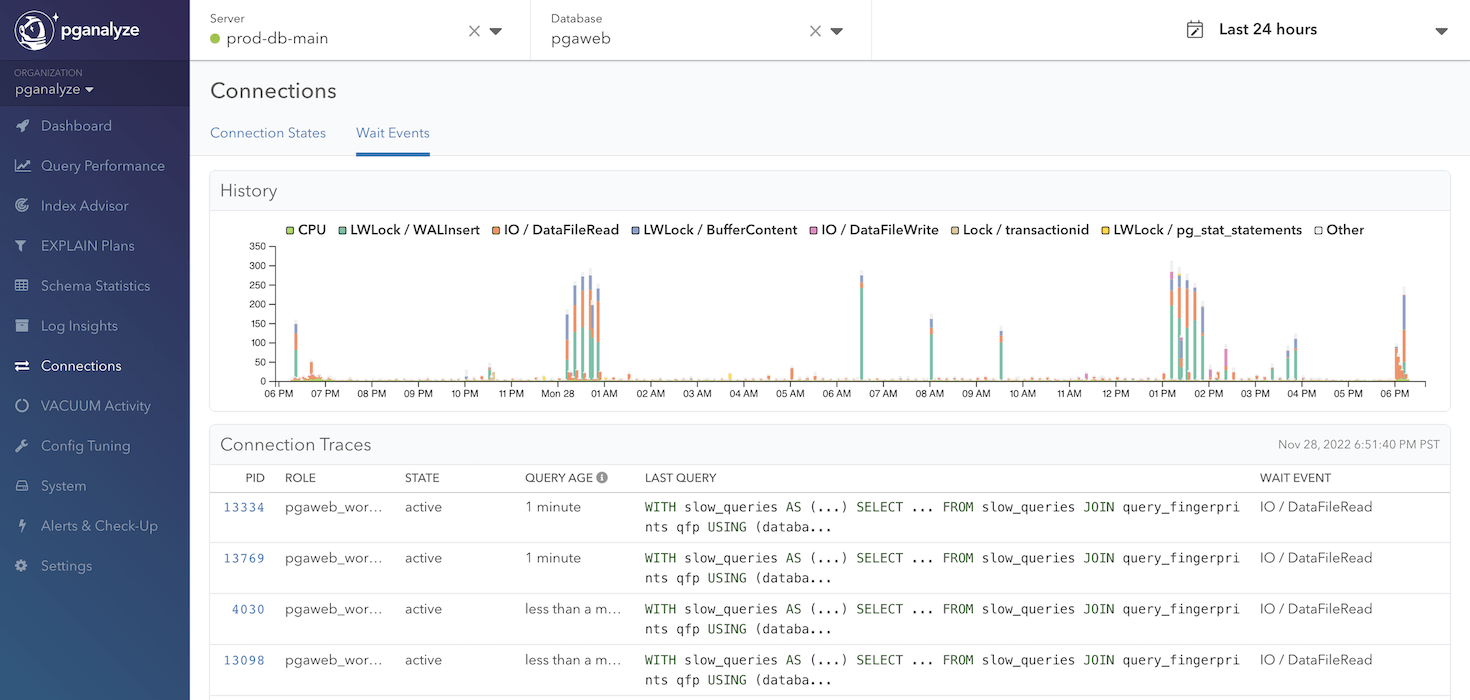 pganalyze
ORGANIZATION
pganalyze
Dashboard
Query Performance
Index Advisor
EXPLAIN Plans
Schema Statistics
Log Insights
Connections
VACUUM Activity
Config Tuning
System
Alerts & Check-Up
Settings
Server
prod-db-main
Database
pgaweb
Last 24 hours
Connections
Connection States Wait Events
History
CPU LWLock / WALInsert IO / DataFileRead LWLock / BufferContent IO / DataFileWrite Lock / transactionid LWLock / pg_stat_statements Other
350
300
250
200
150
100
50
0
06 PM 07 PM 08 PM 09 PM 10 PM 11 PM Mon 28 01 AM 02 AM 03 AM 04 AM 05 AM 06 AM 07 AM 08 AM 09 AM 10 AM 11 AM 12 PM 01 PM 02 PM 03 PM 04 PM 05 PM 06 PM
Connection Traces Nov 28, 2022 6:51:40 PM PST
PID ROLE STATE QUERY AGE LAST QUERY WAIT EVENT
13334 pgaweb_wor... active 1 minute WITH slow_queries AS (...) SELECT ... FROM slow_queries JOIN query_fingerpri IO / DataFileRead
nts qfp USING (databa...
13769 pgaweb_wor... active 1 minute WITH slow_queries AS (...) SELECT ... FROM slow_queries JOIN query_fingerpri IO / DataFileRead
nts qfp USING (databa...
4030 pgaweb_wor... active less than a m... WITH slow_queries AS (...) SELECT ... FROM slow_queries JOIN query_fingerpri IO / DataFileRead
nts qfp USING (databa...
13098 pgaweb_wor... active less than a m... WITH slow_queries AS (...) SELECT ... FROM slow_queries JOIN query_fingerpri IO / DataFileRead
nts qfp USING (databa...